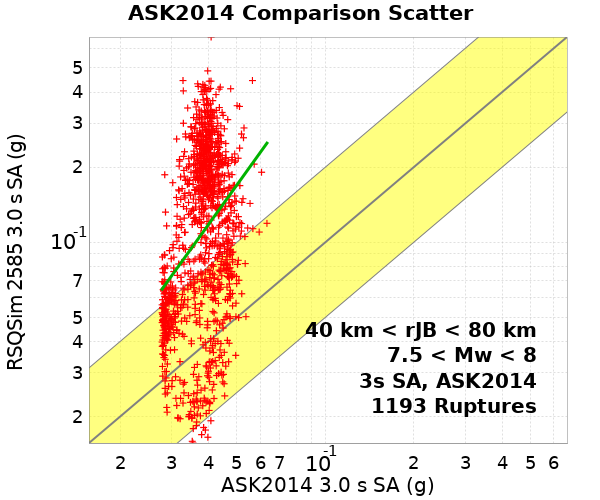 ASK2014 Comparison Scatter
RSQSim 2585 3.0 s SA (g)
5
4
3
2
10-1
7
5
4
3
2
40 km < rJB < 80 km
7.5 < Mw < 8
3s SA, ASK2014
1193 Ruptures
2 3 4 5 6 7 10-1 2 3 4 5 6
ASK2014 3.0 s SA (g)